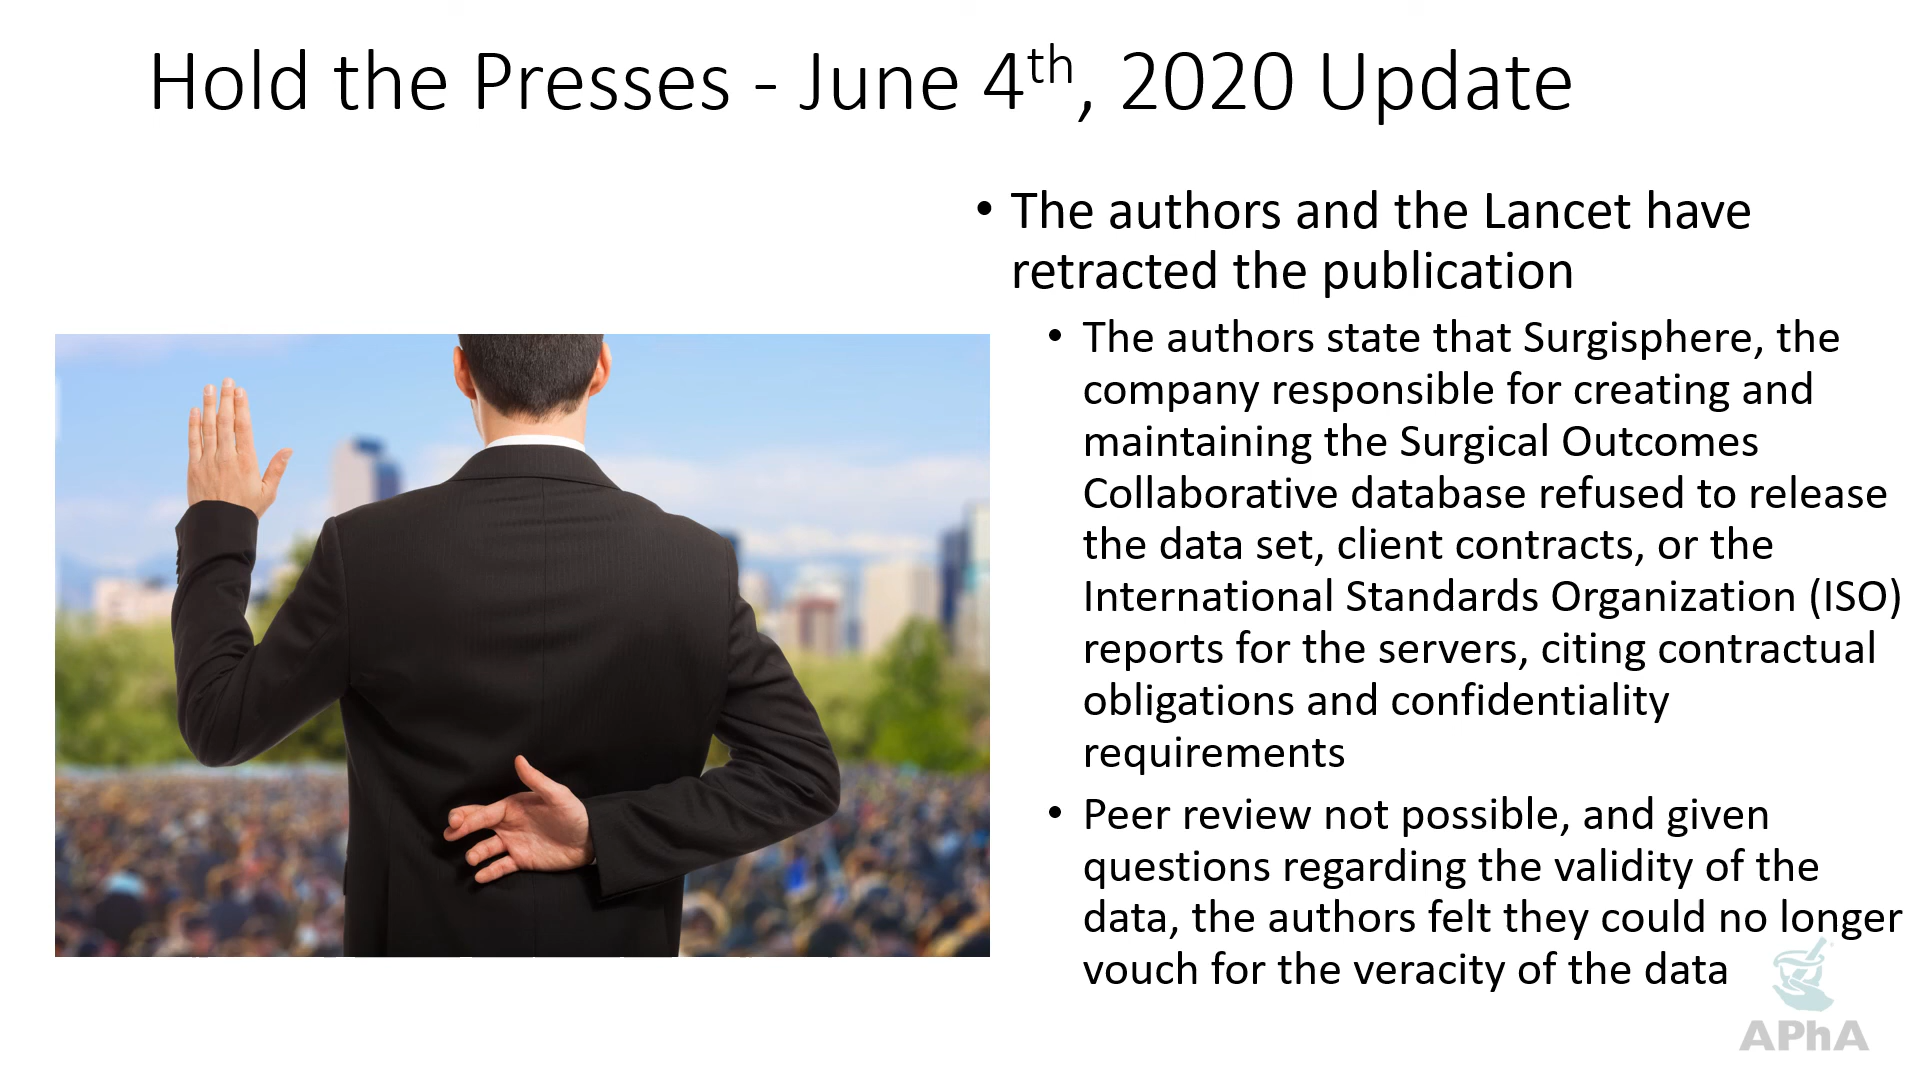 Hold the Presses - June 4th, 2020 Update
• The authors and the Lancet have
retracted the publication
• The authors state that Surgisphere, the
company responsible for creating and
maintaining the Surgical Outcomes
Collaborative database refused to release
the data set, client contracts, or the
International Standards Organization (ISO)
reports for the servers, citing contractual
obligations and confidentiality
requirements
• Peer review not possible, and given
questions regarding the validity of the
data, the authors felt they could no longer
vouch for the veracity of the data
APhA